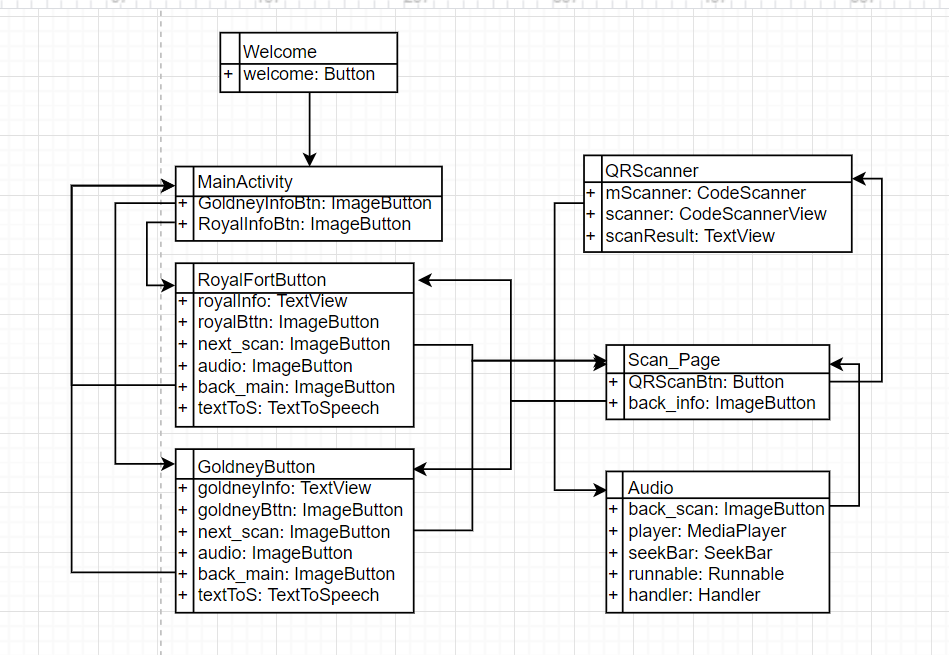 Welcome
+ welcome: Button
MainActivity
+ GoldneyInfoBtn: ImageButton
+ RoyalInfoBtn: ImageButton
RoyalFortButton
+ royalInfo: TextView
+ royalBttn: ImageButton
+ next_scan: ImageButton
+ audio: ImageButton
+ back_main: ImageButton
+ textToS: TextToSpeech
GoldneyButton
+ goldneyInfo: TextView
+ goldneyBttn: ImageButton
+ next_scan: ImageButton
+ audio: ImageButton
+ back_main: ImageButton
+ textToS: TextToSpeech
QRScanner
+ mScanner: CodeScanner
+ scanner: CodeScannerView
+ scanResult: TextView
Scan_Page
+ QRScanBtn: Button
+ back_info: ImageButton
Audio
+ back_scan: ImageButton
+ player: MediaPlayer
+ seekBar: SeekBar
+ runnable: Runnable
+ handler: Handler